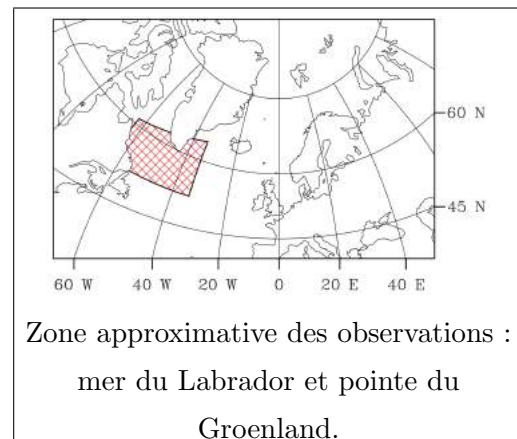 60 N
45 N
60 W 40 W 20 W 0 20 E 40 E
Zone approximative des observations :
mer du Labrador et pointe du
Groenland.